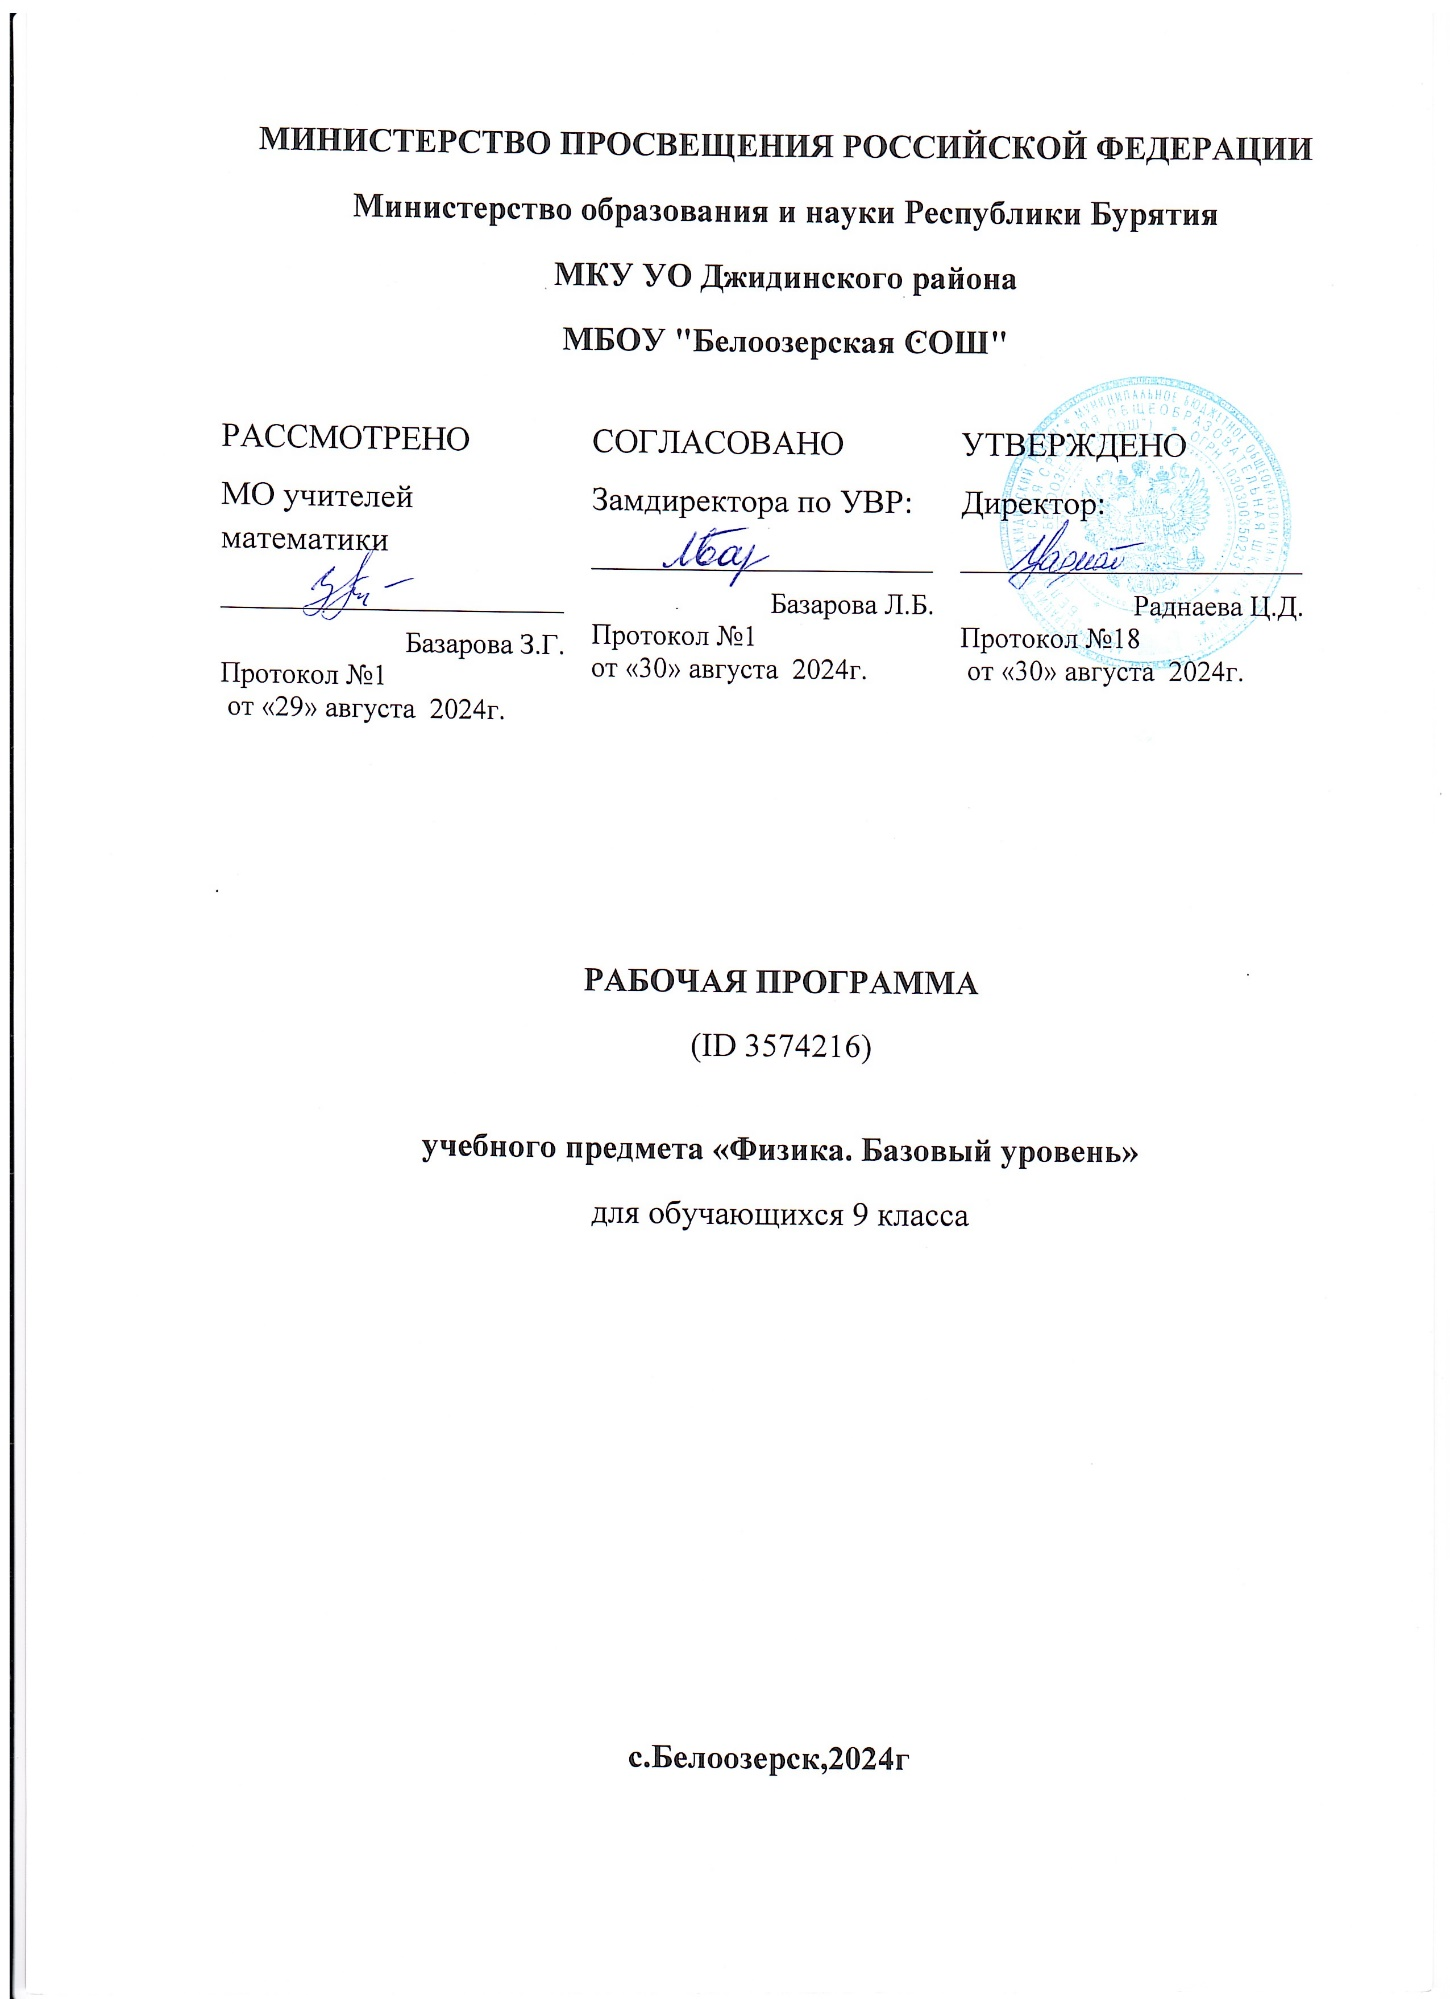 МИНИСТЕРСТВО ПРОСВЕЩЕНИЯ РОССИЙСКОЙ ФЕДЕРАЦИИ
Министерство образования и науки Республики Бурятия
МКУ УО Джидинского района
МБОУ "Белоозерская СОШ"
РАССМОТРЕНО
МО учителей
математики
Базарова З.Г.
Протокол №1
от «29» августа 2024г.
СОГЛАСОВАНО
Замдиректора по УВР:
Базарова Л.Б.
Протокол №1
от «30» августа 2024г.
УТВЕРЖДЕНО
Директор:
Раднаева Ц.Д.
Протокол №18
от «30» августа 2024г.
РАБОЧАЯ ПРОГРАММА
(ID 3574216)
учебного предмета «Физика. Базовый уровень»
для обучающихся 9 класса
с.Белоозерск,2024г